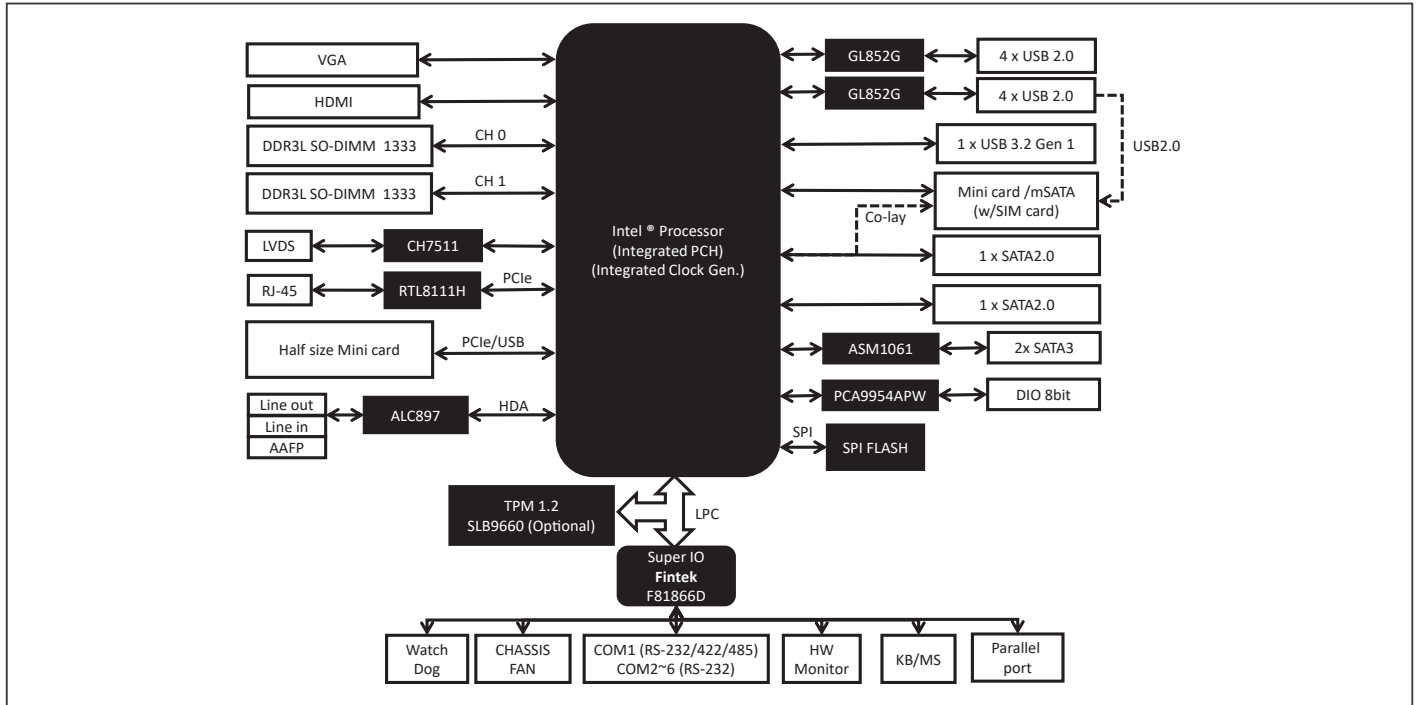 VGA
HDMI
DDR3L SO-DIMM 1333
CH 0
DDR3L SO-DIMM 1333
CH 1
LVDS
CH7511
RJ-45
RTL8111H
PCIe
Half size Mini card
PCIe/USB
Line out
Line in
AAFP
ALC897
HDA
Intel ® Processor
(Integrated PCH)
(Integrated Clock Gen.)
GL852G
4 x USB 2.0
GL852G
4 x USB 2.0
USB2.0
1 x USB 3.2 Gen 1
Mini card /mSATA
(w/SIM card)
Co-lay
1 x SATA2.0
1 x SATA2.0
ASM1061
2x SATA3
PCA9954APW
DIO 8bit
SPI
SPI FLASH
TPM 1.2
SLB9660 (Optional)
LPC
Super IO
Fintek
F81866D
Watch
Dog
CHASSIS
FAN
COM1 (RS-232/422/485)
COM2~6 (RS-232)
HW
Monitor
KB/MS
Parallel
port